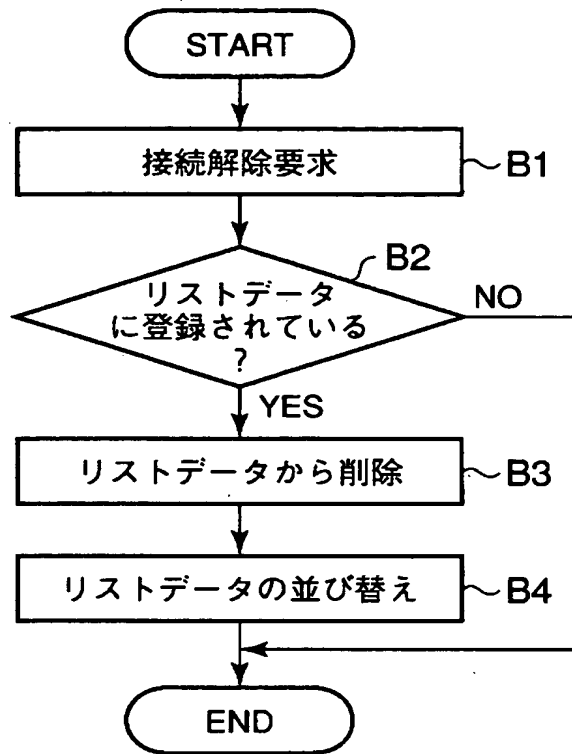 START
接続解除要求
B1
B2
リストデータ
に登録されている
?
NO
YES
リストデータから削除
B3
リストデータの並び替え
B4
END